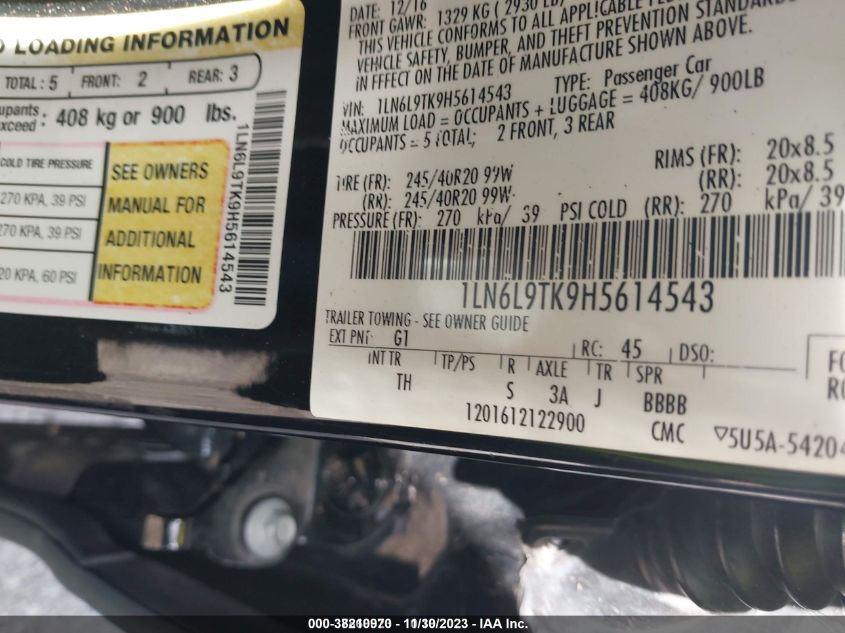 LOADING INFORMATION
TOTAL : 5 FRONT: 2 REAR: 3
408 kg or 900 lbs.
COLD TIRE PRESSURE
270 KPA, 39 PSI
270 KPA, 39 PSI
KPA, 60 PSI
SEE OWNERS
MANUAL FOR
ADDITIONAL
INFORMATION
1LN6L9TK9H5614543
DATE: 12/16
FRONT GAWR: 1329 KG ( 2930 LB)
THIS VEHICLE CONFORMS TO ALL APPLICABLE
VEHICLE SAFETY, BUMPER, AND THEFT PREVENTION STANDARDS
IN EFFECT ON THE DATE OF MANUFACTURE SHOWN ABOVE.
VIN: 1LN6L9TK9H5614543 TYPE: Passenger Car
MAXIMUM LOAD = OCCUPANTS + LUGGAGE = 408KG/ 900LB
OCCUPANTS = 5 TOTAL; 2 FRONT, 3 REAR
TIRE (FR): 245/40R20 99W RIMS (FR): 20x8.5
(RR): 245/40R20 99W (RR): 20x8.5
PRESSURE (FR): 270 kPa/ 39 PSI COLD (RR): 270 kPa/ 39
1LN6L9TK9H5614543
TRAILER TOWING - SEE OWNER GUIDE
EXT PNT: G1 RC: 45 DSO:
INT TR TP/PS R AXLE TR SPR
TH S 3A J BBBB
1201612122900 CMC ▽5U5A-54204
11/30/2023 - IAA Inc.